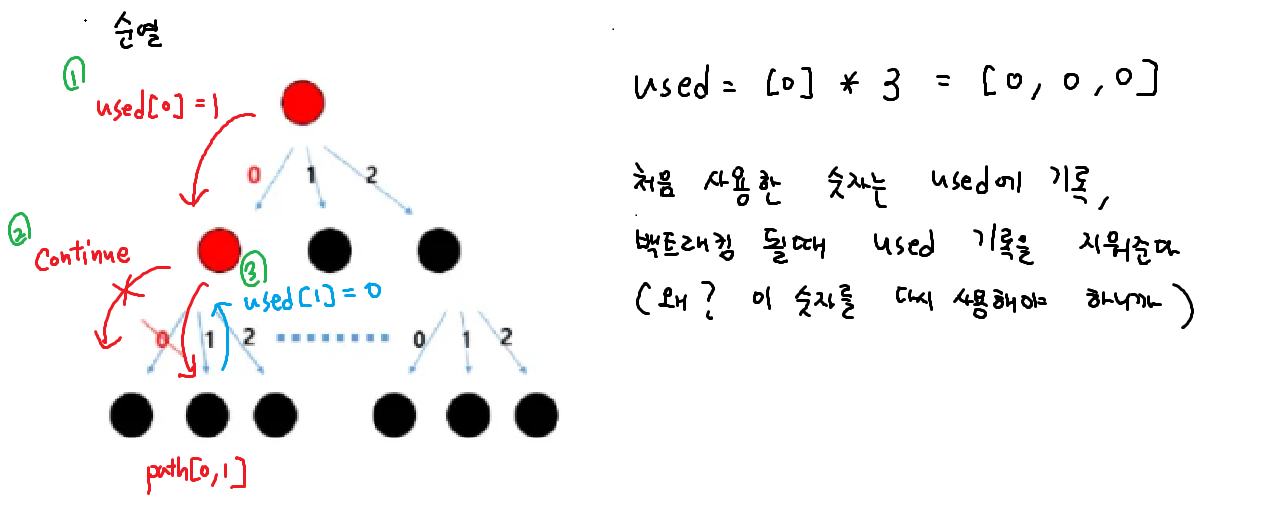 순열
①
used[0] = 1
used = [0] * 3 = [0, 0, 0]
0 1 2
처음 사용한 숫자는 used에 기록,
백트래킹 될때 used 기록을 지워준다
(왜? 이 숫자를 다시 사용해야 하니까)
②
Continue
③
used[1] = 0
0 1 2
0 1 2
path[0,1]